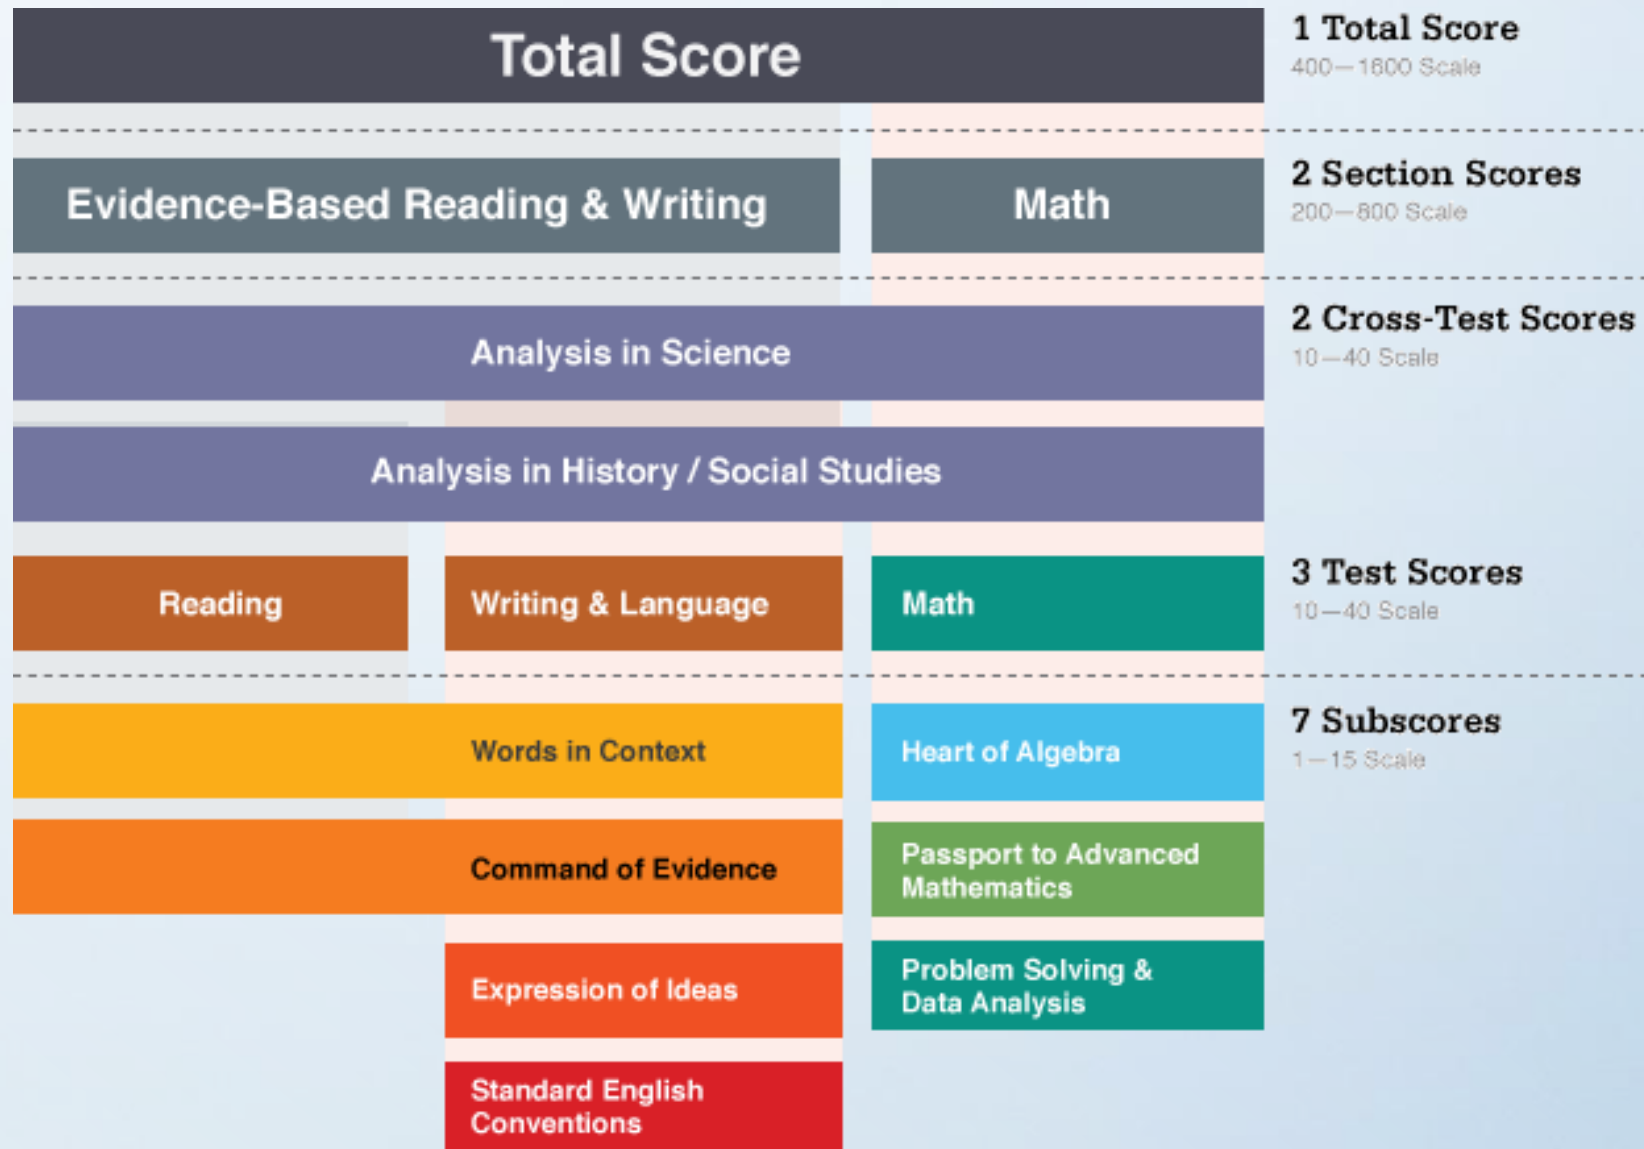 Total Score
1 Total Score
400—1600 Scale
Evidence-Based Reading & Writing
Math
2 Section Scores
200—800 Scale
Analysis in Science
2 Cross-Test Scores
10—40 Scale
Analysis in History / Social Studies
Reading
Writing & Language
Math
3 Test Scores
10—40 Scale
Words in Context
Heart of Algebra
7 Subscores
1—15 Scale
Command of Evidence
Passport to Advanced
Mathematics
Expression of Ideas
Problem Solving &
Data Analysis
Standard English
Conventions